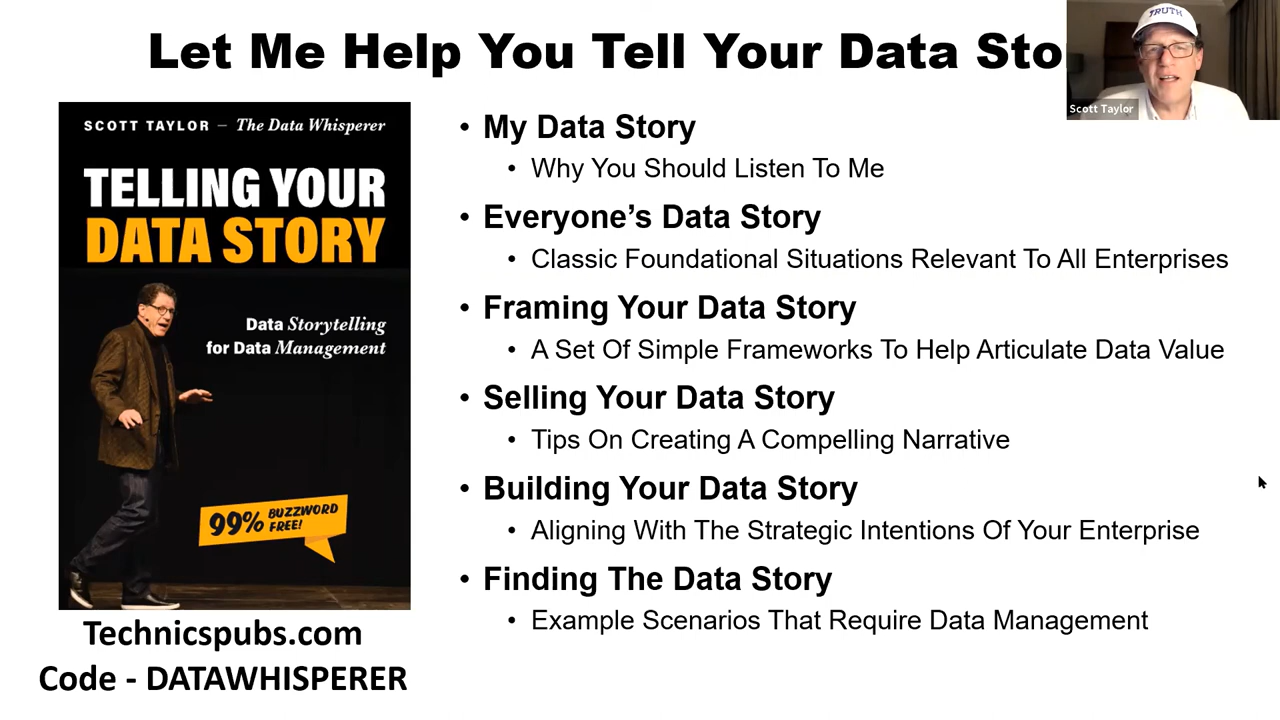 Let Me Help You Tell Your Data Sto
TRUTH
Scott Taylor
SCOTT TAYLOR – The Data Whisperer
TELLING YOUR
DATA STORY
Data Storytelling
for Data Management
99% BUZZWORD
FREE!
Technicspubs.com
Code - DATAWHISPERER
• My Data Story
• Why You Should Listen To Me
• Everyone’s Data Story
• Classic Foundational Situations Relevant To All Enterprises
• Framing Your Data Story
• A Set Of Simple Frameworks To Help Articulate Data Value
• Selling Your Data Story
• Tips On Creating A Compelling Narrative
• Building Your Data Story
• Aligning With The Strategic Intentions Of Your Enterprise
• Finding The Data Story
• Example Scenarios That Require Data Management